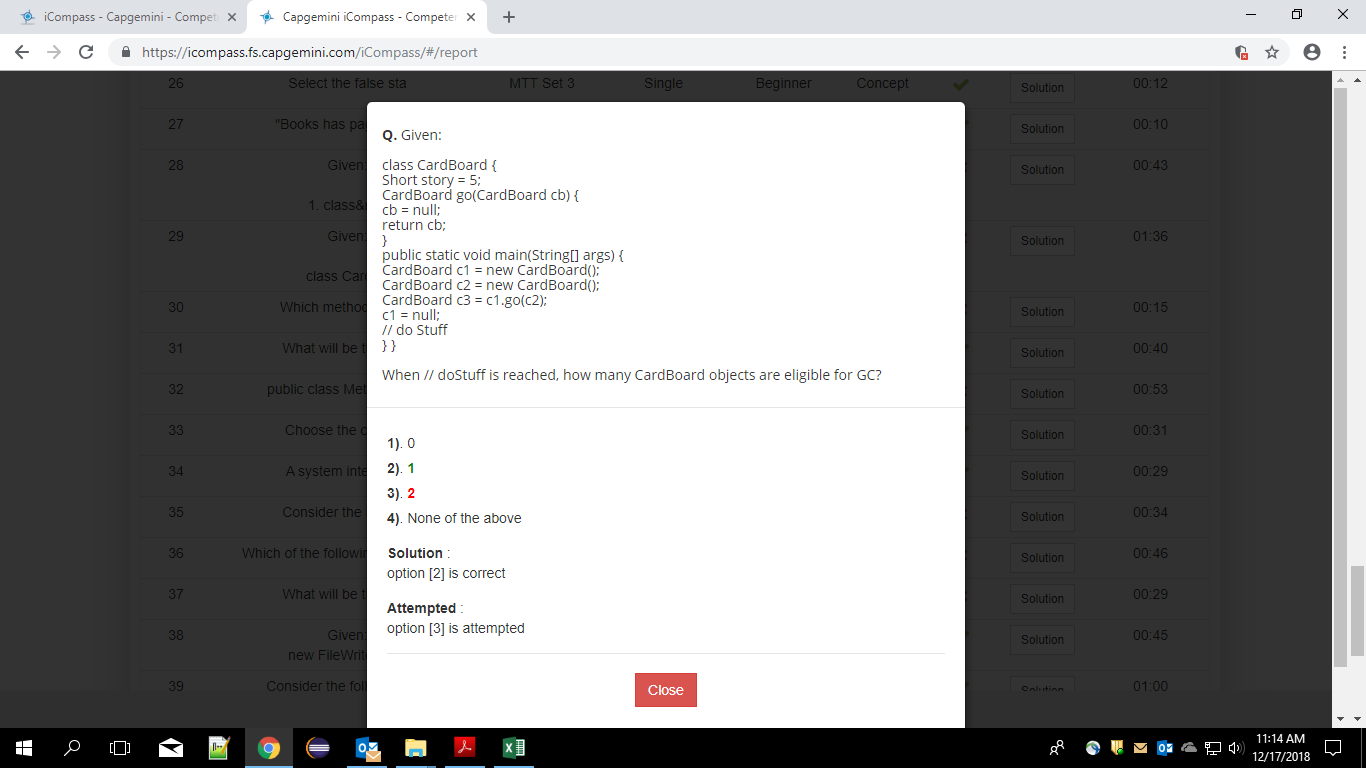 iCompass - Capgemini - Compet
Capgemini iCompass - Competen
https://icompass.fs.capgemini.com/iCompass/#/report
26 Select the false sta MTT Set 3 Single Beginner Concept Solution 00:12
27 "Books has pa Solution 00:10
28 Given: Solution 00:43
1. class&
29 Given: Solution 01:36
class Car
30 Which method Solution 00:15
31 What will be t Solution 00:40
32 public class Met Solution 00:53
33 Choose the c Solution 00:31
34 A system inte Solution 00:29
35 Consider the Solution 00:34
36 Which of the followin Solution 00:46
37 What will be t Solution 00:29
38 Given: Solution 00:45
new FileWrit
39 Consider the foll Solution 01:00
Q. Given:
class CardBoard {
Short story = 5;
CardBoard go(CardBoard cb) {
cb = null;
return cb;
}
public static void main(String[] args) {
CardBoard c1 = new CardBoard();
CardBoard c2 = new CardBoard();
CardBoard c3 = c1.go(c2);
c1 = null;
// do Stuff
} }
When // doStuff is reached, how many CardBoard objects are eligible for GC?
1). 0
2). 1
3). 2
4). None of the above
Solution :
option [2] is correct
Attempted :
option [3] is attempted
Close
11:14 AM
12/17/2018